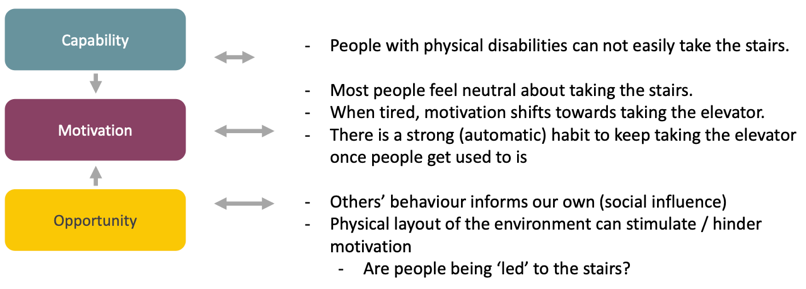 Capability
- People with physical disabilities can not easily take the stairs.
- Most people feel neutral about taking the stairs.
Motivation
- When tired, motivation shifts towards taking the elevator.
- There is a strong (automatic) habit to keep taking the elevator
once people get used to is
Opportunity
- Others’ behaviour informs our own (social influence)
- Physical layout of the environment can stimulate / hinder
motivation
- Are people being ‘led’ to the stairs?